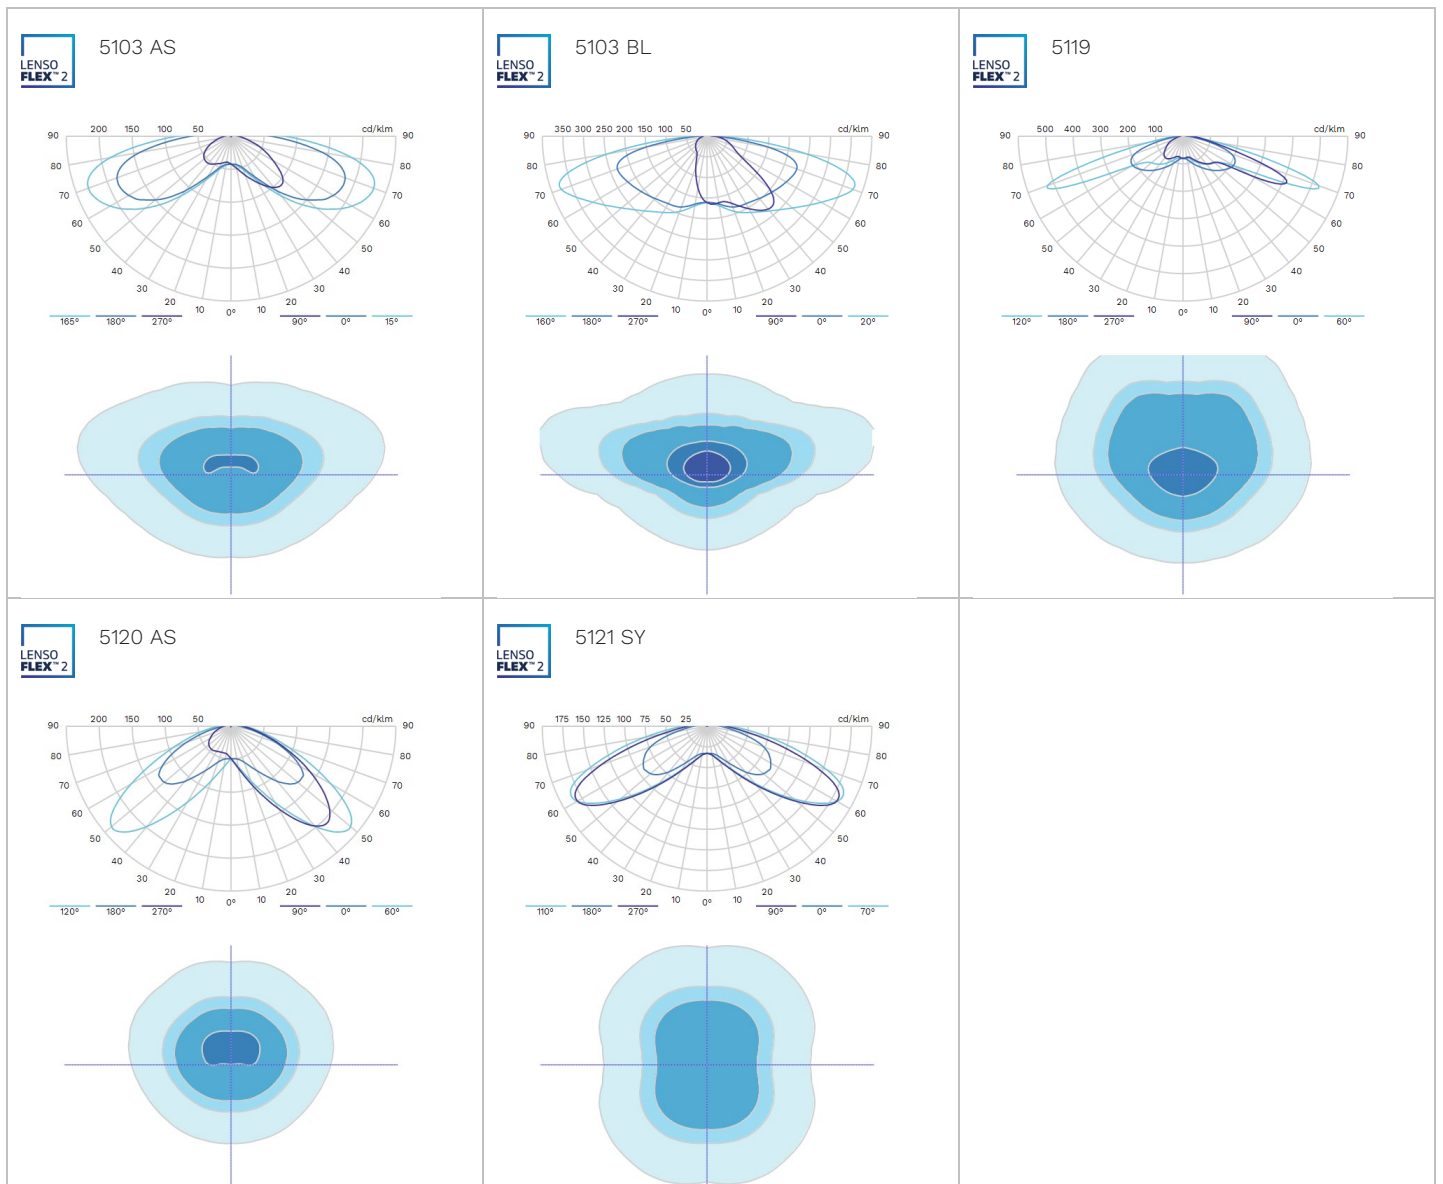 LENSO
FLEX™2
5103 AS
90 200 150 100 50 cd/klm 90
80 80
70 70
60 60
50 50
40 40
30 30
20 10 0° 10 20
165° 180° 270° 90° 0° 15°
LENSO
FLEX™2
5103 BL
90 350 300 250 200 150 100 50 cd/klm 90
80 80
70 70
60 60
50 50
40 40
30 30
20 10 0° 10 20
160° 180° 270° 90° 0° 20°
LENSO
FLEX™2
5119
90 500 400 300 200 100 cd/klm 90
80 80
70 70
60 60
50 50
40 40
30 30
20 10 0° 10 20
120° 180° 270° 90° 0° 60°
LENSO
FLEX™2
5120 AS
90 200 150 100 50 cd/klm 90
80 80
70 70
60 60
50 50
40 40
30 30
20 10 0° 10 20
120° 180° 270° 90° 0° 60°
LENSO
FLEX™2
5121 SY
90 175 150 125 100 75 50 25 cd/klm 90
80 80
70 70
60 60
50 50
40 40
30 30
20 10 0° 10 20
110° 180° 270° 90° 0° 70°